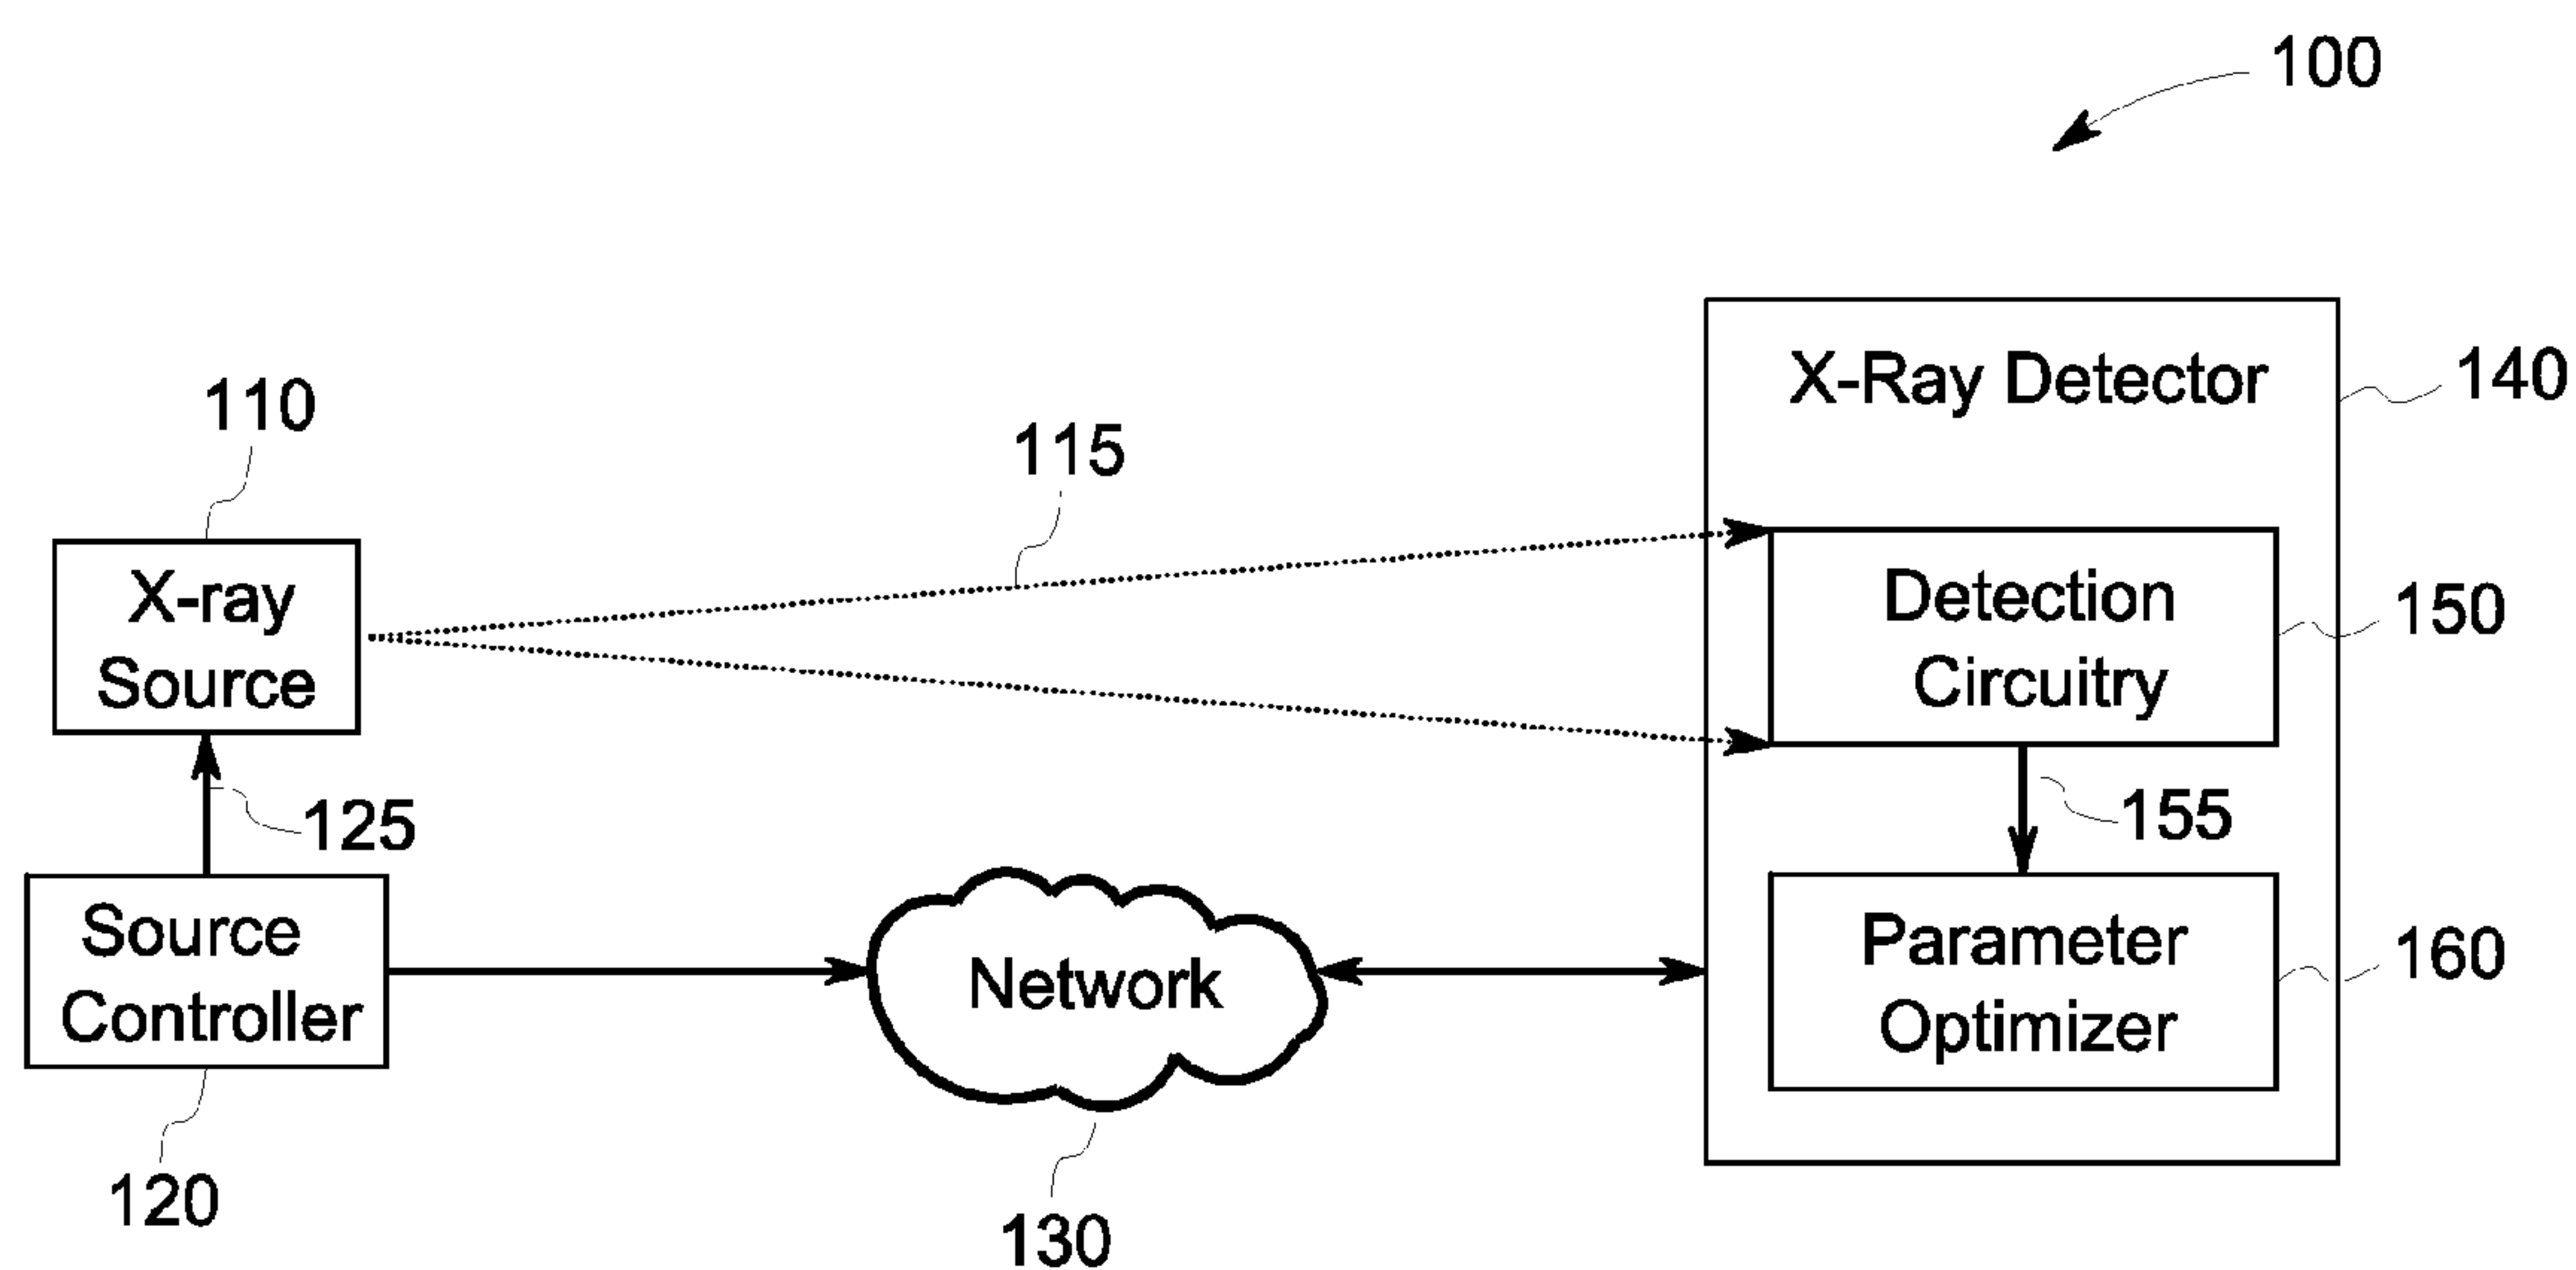 100
X-Ray Detector
140
110
115
X-ray
Source
Detection
Circuitry
150
125
155
Source
Controller
Network
Parameter
Optimizer
160
120
130